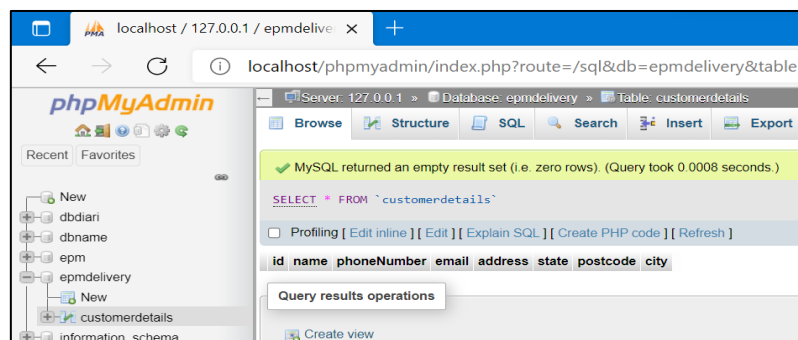 localhost / 127.0.0.1 / epmdelive
localhost/phpmyadmin/index.php?route=/sql&db=epmdelivery&table
phpMyAdmin
Recent Favorites
New
dbdiari
dbname
epm
epmdelivery
New
customerdetails
information_schema
Server: 127.0.0.1 » Database: epmdelivery » Table: customerdetails
Browse Structure SQL Search Insert Export
MySQL returned an empty result set (i.e. zero rows). (Query took 0.0008 seconds.)
SELECT * FROM `customerdetails`
Profiling [ Edit inline ] [ Edit ] [ Explain SQL ] [ Create PHP code ] [ Refresh ]
id name phoneNumber email address state postcode city
Query results operations
Create view